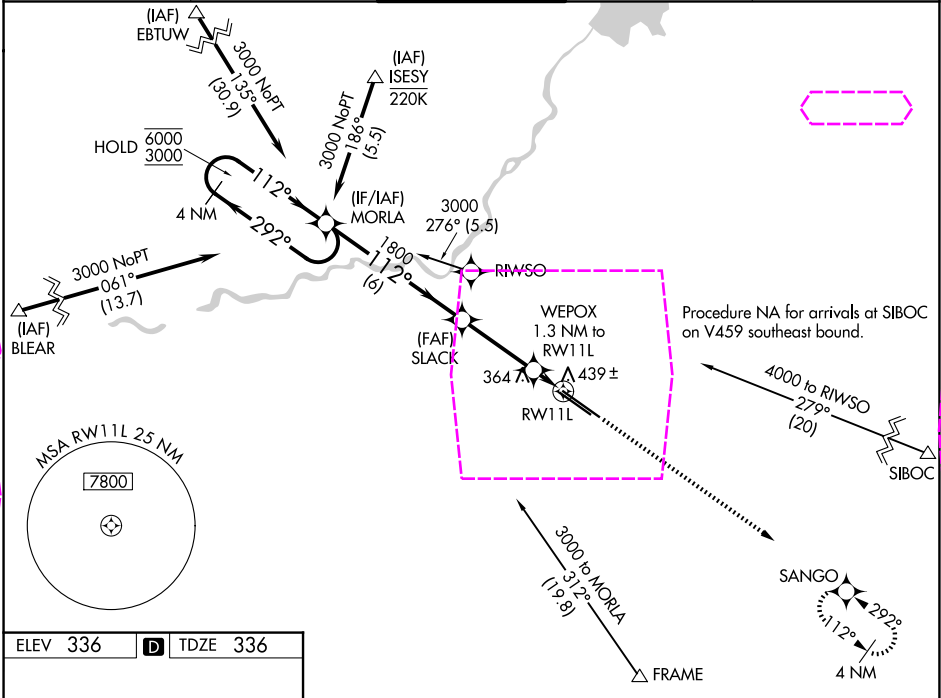 (IAF)
EBTUW
3000 NoPT
135°
(30.9)
(IAF)
ISESY
220K
3000 NoPT
186°
(5.5)
HOLD 6000
3000
112°
292°
4 NM
(IF/IAF)
MORLA
3000
276° (5.5)
1800
112°
(6)
RIWSO
3000 NoPT
061°
(13.7)
(IAF)
BLEAR
(FAF)
SLACK
WEPOX
1.3 NM to
RW11L
364
439 ±
RW11L
Procedure NA for arrivals at SIBOC
on V459 southeast bound.
4000 to RIWSO
279°
(20)
SIBOC
MSA RW11L 25 NM
7800
3000 to MORLA
312°
(19.8)
FRAME
SANGO
292°
112°
4 NM
ELEV 336 D TDZE 336